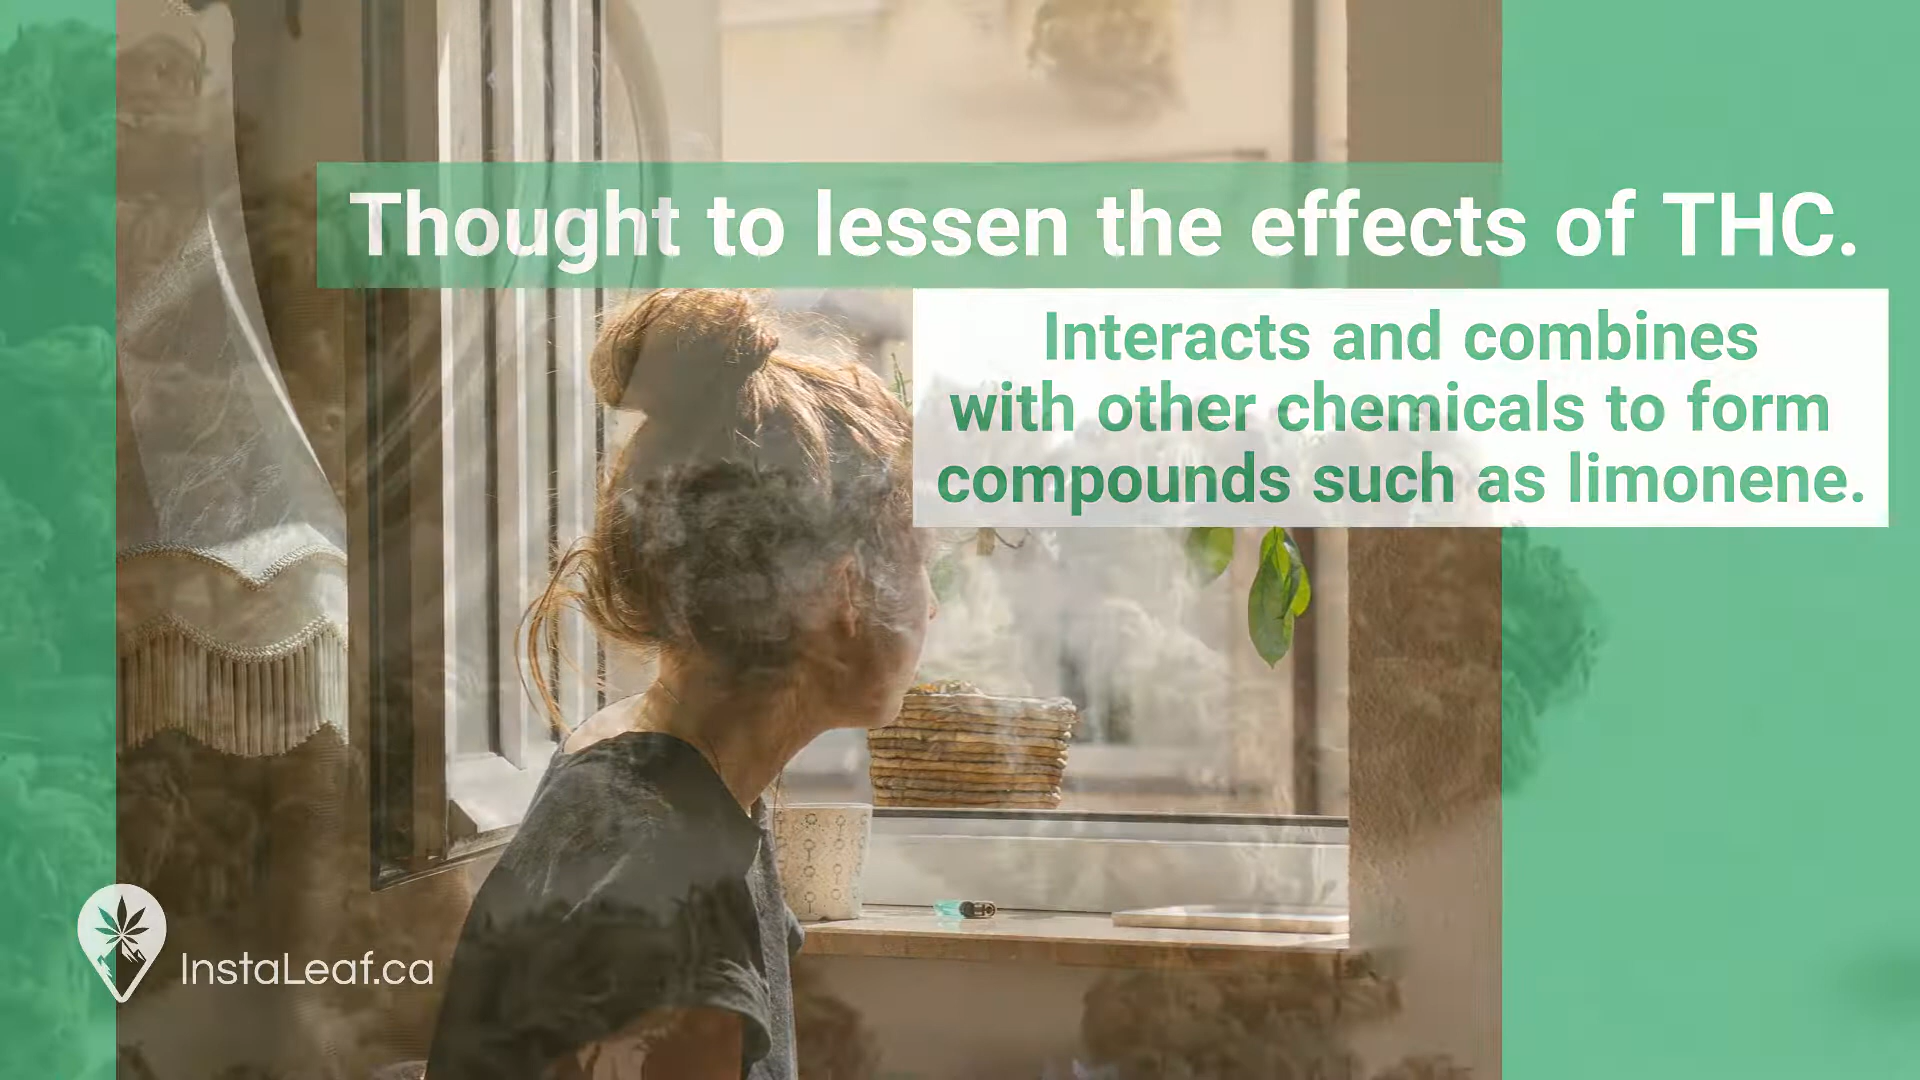 Thought to lessen the effects of THC.
Interacts and combines
with other chemicals to form
compounds such as limonene.
InstaLeaf.ca